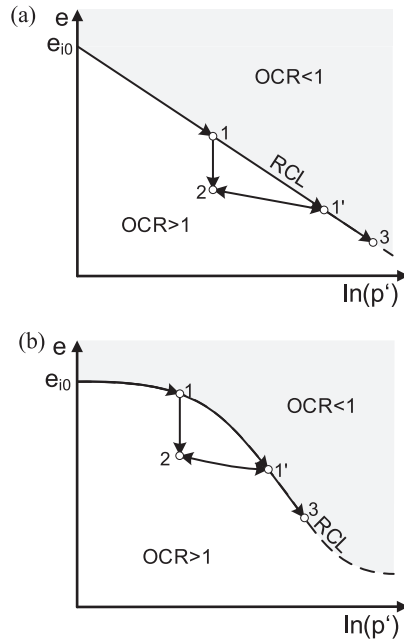 (a)
e
e_i0
OCR<1
1
RCL
2
1'
OCR>1
3
ln(p‘)
(b)
e
e_i0
1
OCR<1
2
1'
3
RCL
OCR>1
ln(p‘)